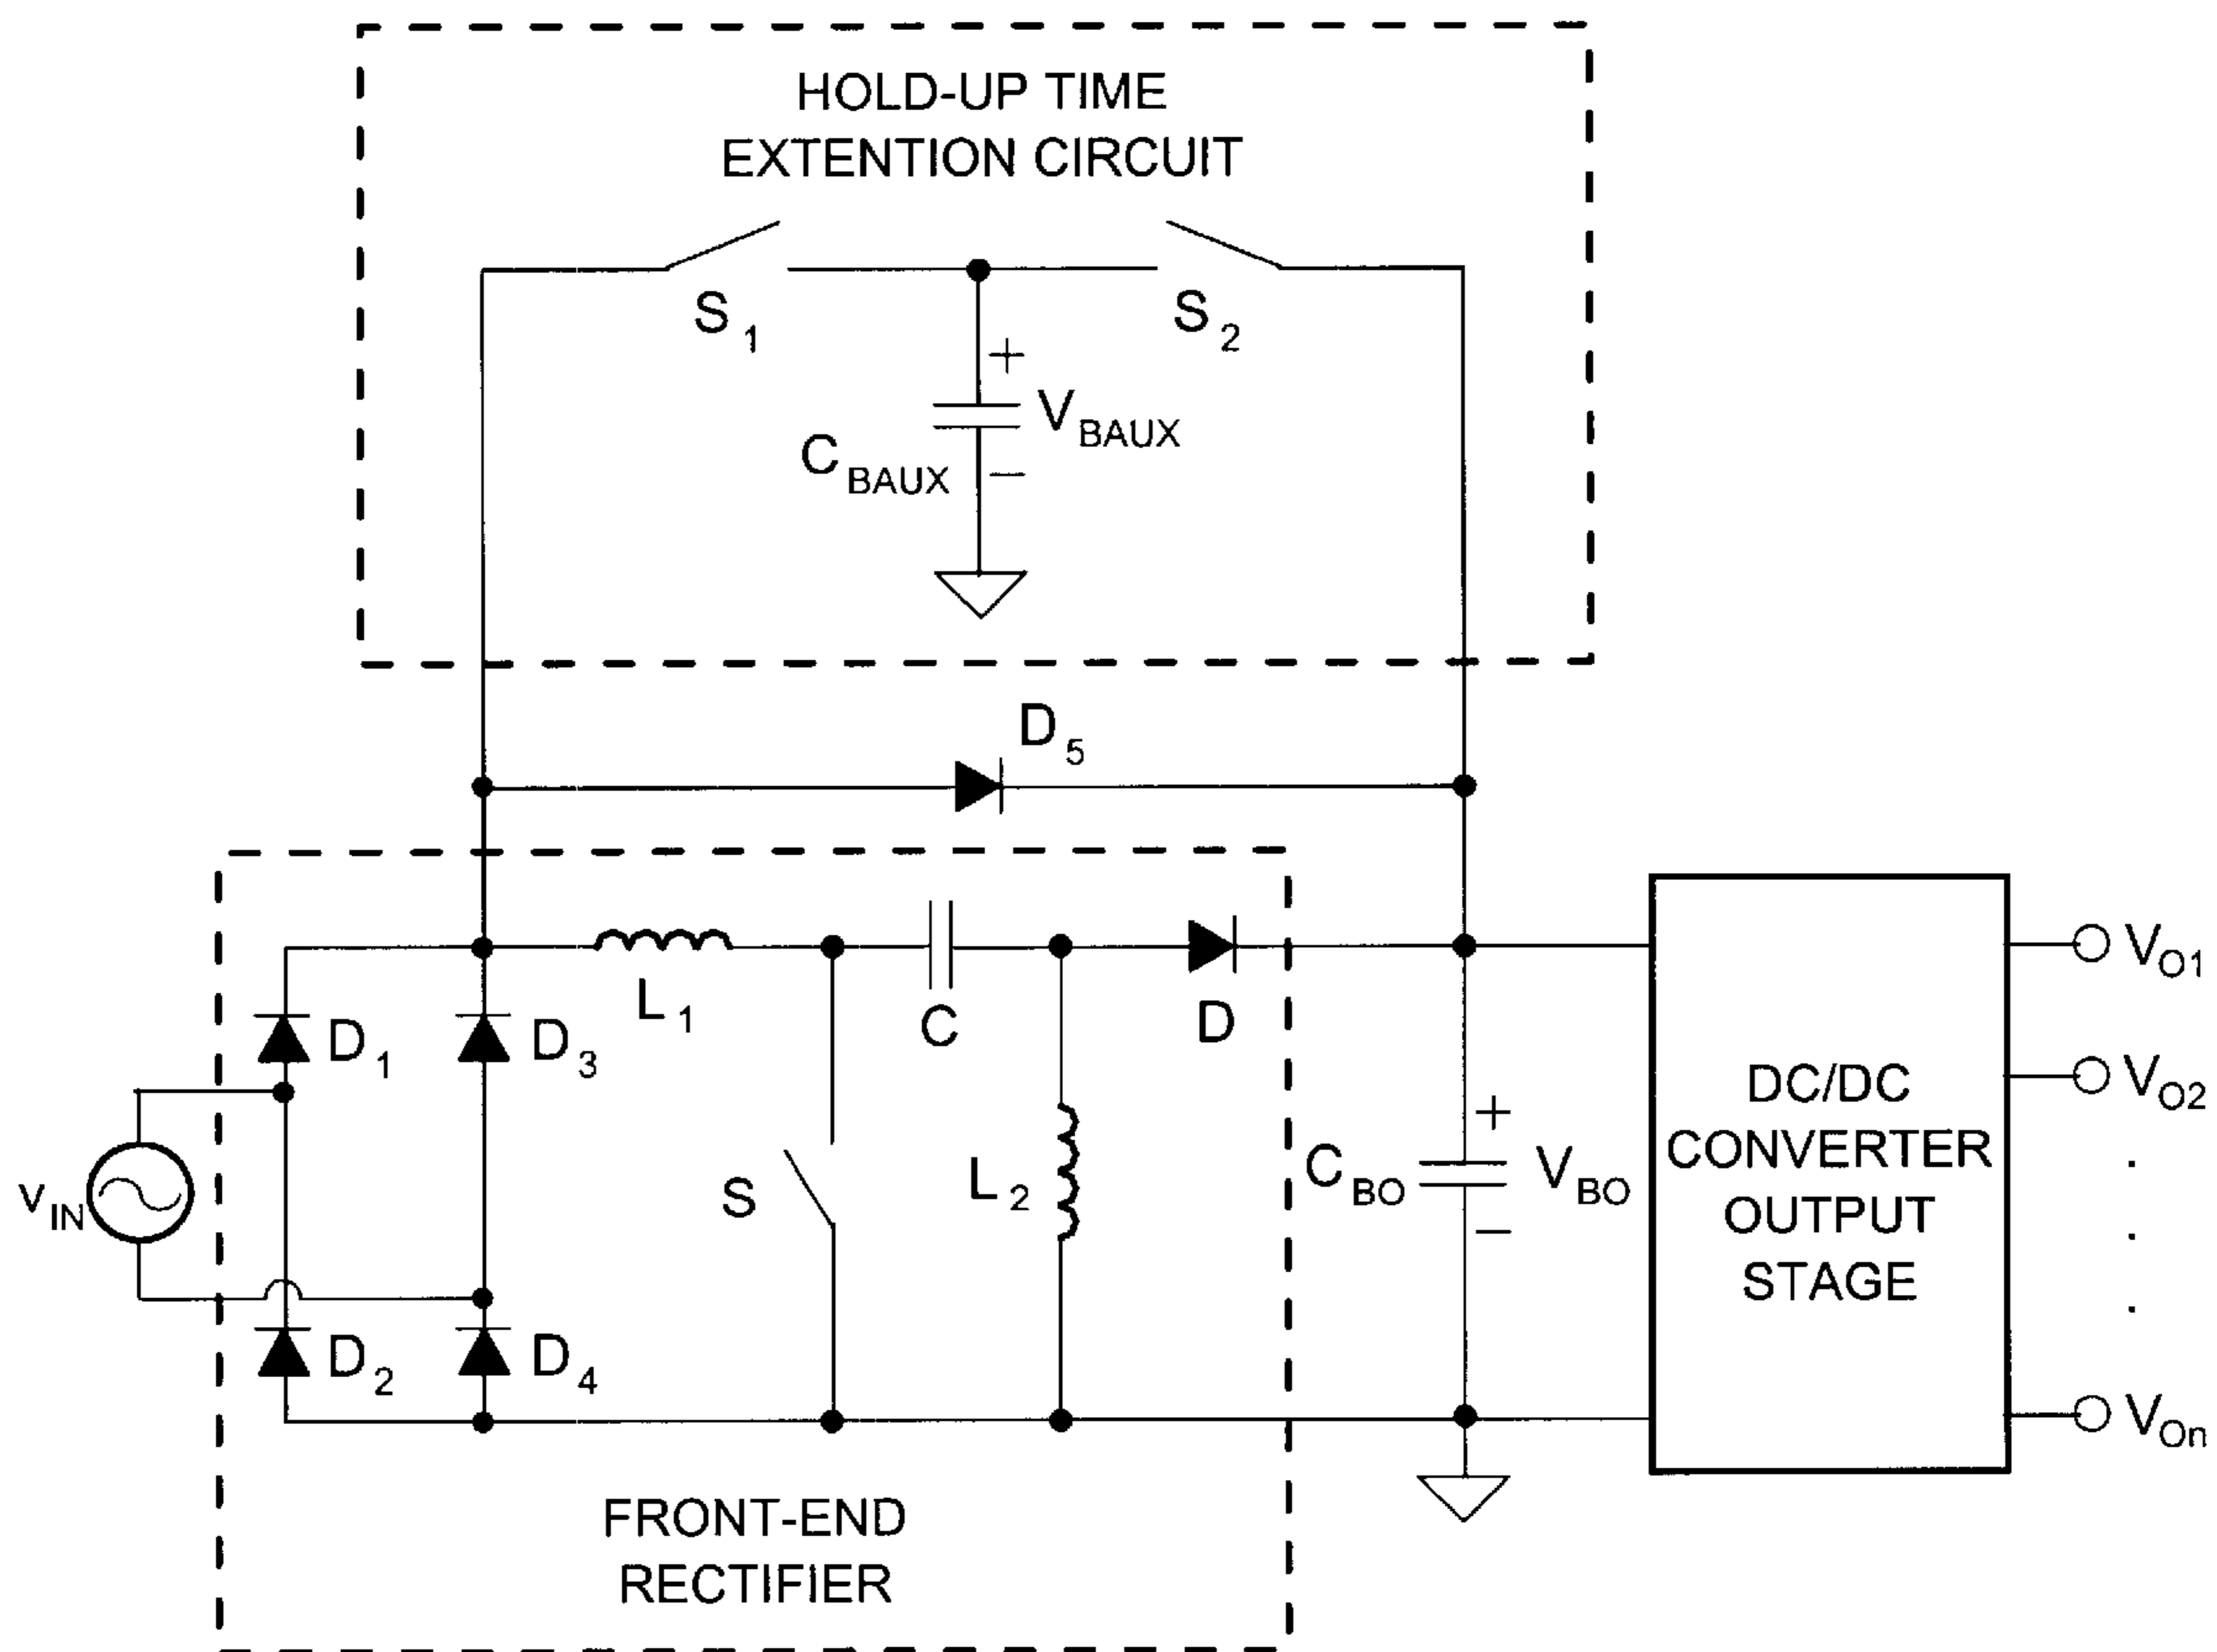 HOLD-UP TIME
EXTENTION CIRCUIT
S1
S2
+
VBAUX
CBAUX
−
D5
L1
C
D
D1
D3
S
L2
CBO
+
VBO
−
vIN
D2
D4
DC/DC
CONVERTER
OUTPUT
STAGE
VO1
VO2
.
.
.
VOn
FRONT-END
RECTIFIER